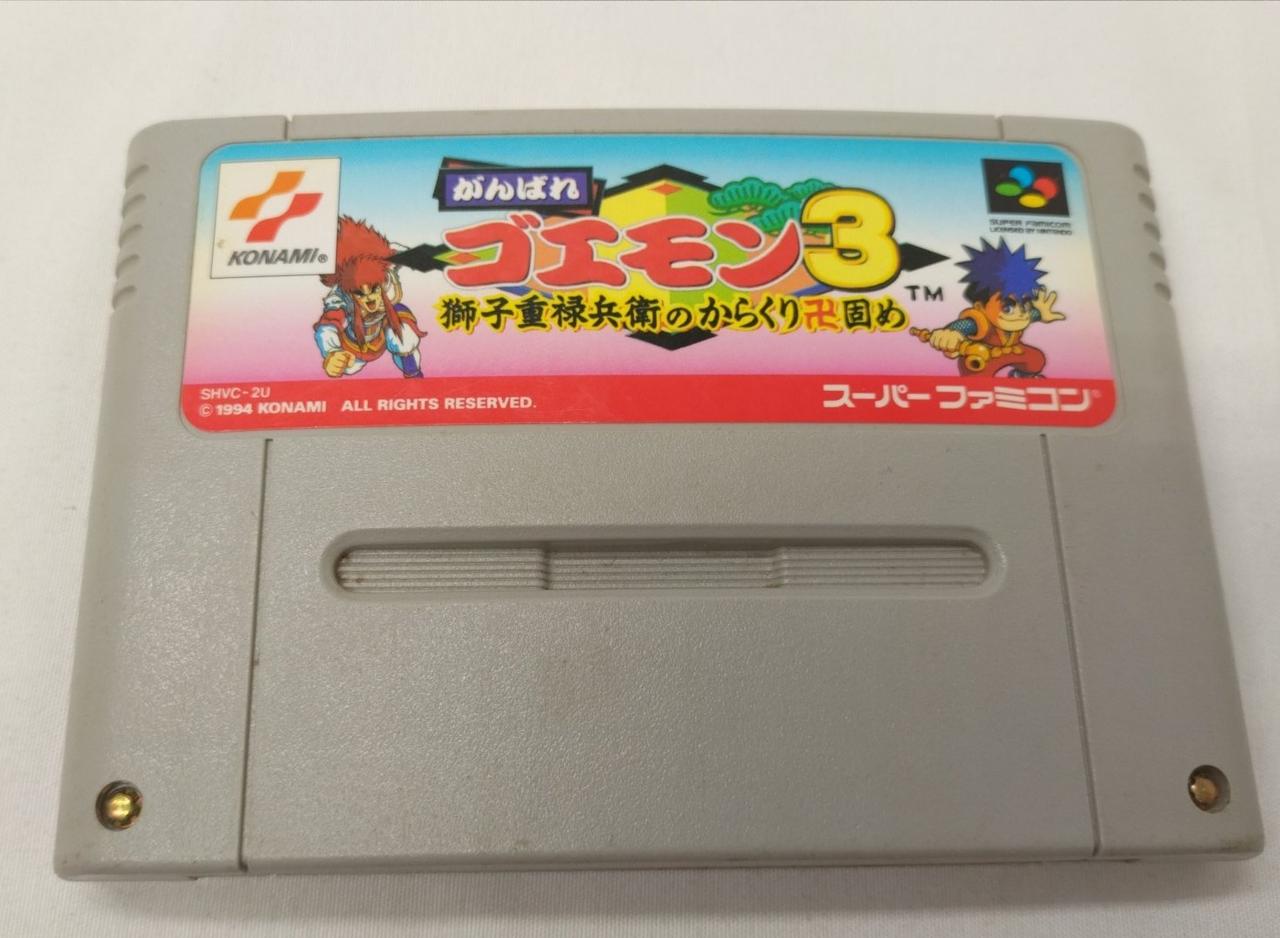 KONAMI®
がんばれ
ゴエモン3
™
獅子重禄兵衛のからくり卍固め
SUPER FAMICOM
LICENSED BY NINTENDO
SHVC-2U
© 1994 KONAMI ALL RIGHTS RESERVED.
スーパーファミコン®